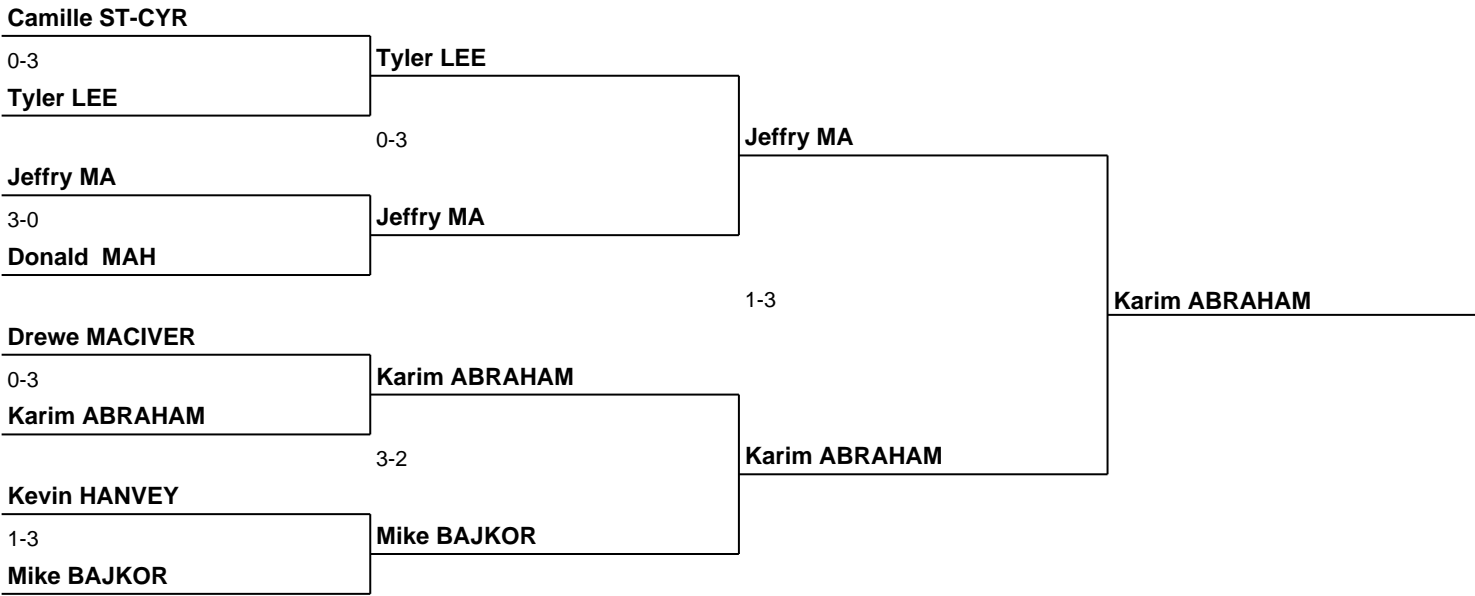 Camille ST-CYR
0-3
Tyler LEE
Tyler LEE
0-3
Jeffry MA
Jeffry MA
3-0
Jeffry MA
Donald  MAH
1-3
Karim ABRAHAM
Drewe MACIVER
0-3
Karim ABRAHAM
Karim ABRAHAM
3-2
Karim ABRAHAM
Kevin HANVEY
1-3
Mike BAJKOR
Mike BAJKOR